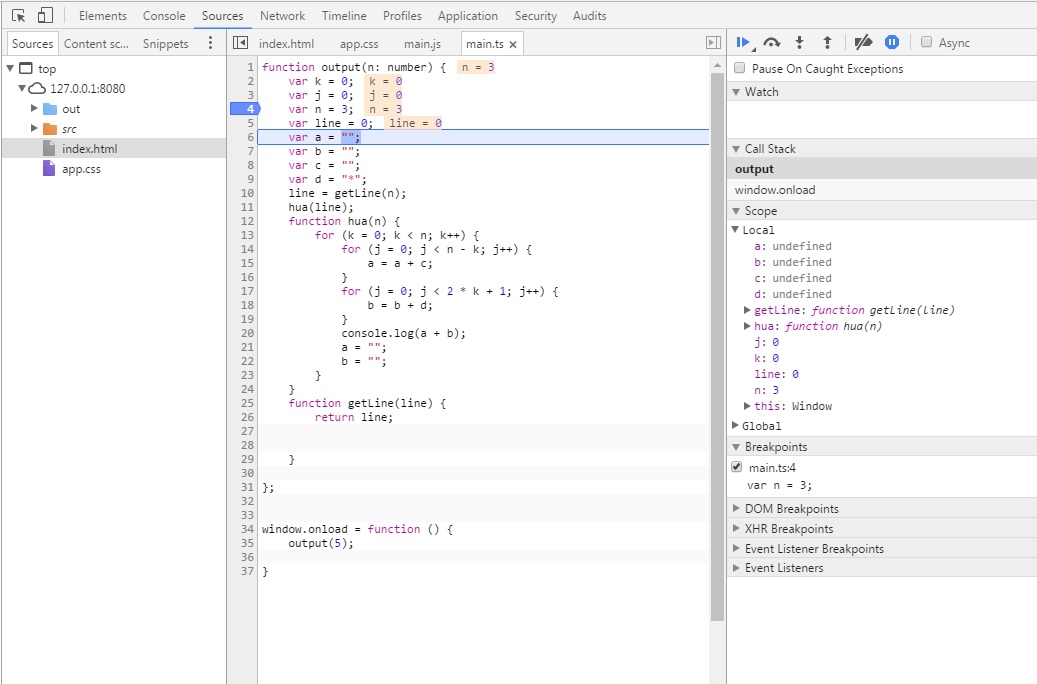 Elements Console Sources Network Timeline Profiles Application Security Audits
Sources Content sc... Snippets
index.html app.css main.js main.ts ×
Async
top
127.0.0.1:8080
out
src
index.html
app.css
1 function output(n: number) { n = 3
2 var k = 0; k = 0
3 var j = 0; j = 0
4 var n = 3; n = 3
5 var line = 0; line = 0
6 var a = "";
7 var b = "";
8 var c = "";
9 var d = "*";
10 line = getLine(n);
11 hua(line);
12 function hua(n) {
13 for (k = 0; k < n; k++) {
14 for (j = 0; j < n - k; j++) {
15 a = a + c;
16 }
17 for (j = 0; j < 2 * k + 1; j++) {
18 b = b + d;
19 }
20 console.log(a + b);
21 a = "";
22 b = "";
23 }
24 }
25 function getLine(line) {
26 return line;
27
28
29 }
30
31 };
32
33
34 window.onload = function () {
35 output(5);
36
37 }
Pause On Caught Exceptions
Watch
Call Stack
output
window.onload
Scope
Local
a: undefined
b: undefined
c: undefined
d: undefined
getLine: function getLine(line)
hua: function hua(n)
j: 0
k: 0
line: 0
n: 3
this: Window
Global
Breakpoints
main.ts:4
var n = 3;
DOM Breakpoints
XHR Breakpoints
Event Listener Breakpoints
Event Listeners